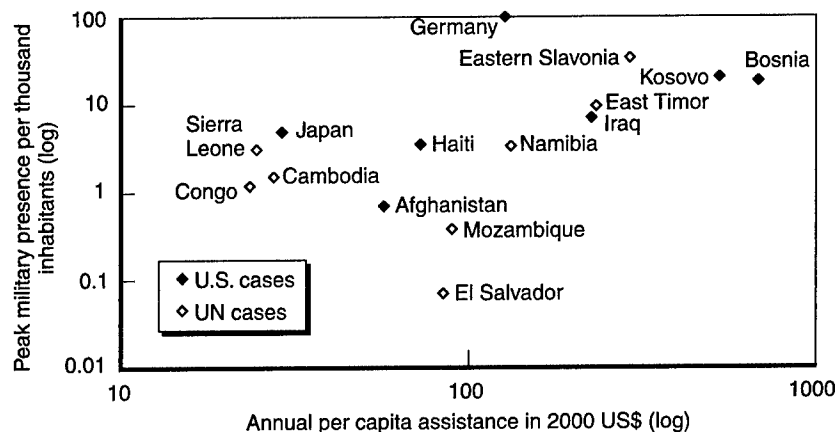 Peak military presence per thousand
inhabitants (log)
100
10
1
0.1
0.01
Germany
Eastern Slavonia
Bosnia
Kosovo
East Timor
Iraq
Sierra
Leone
Japan
Haiti
Namibia
Congo
Cambodia
Afghanistan
Mozambique
El Salvador
U.S. cases
UN cases
10
100
1000
Annual per capita assistance in 2000 US$ (log)